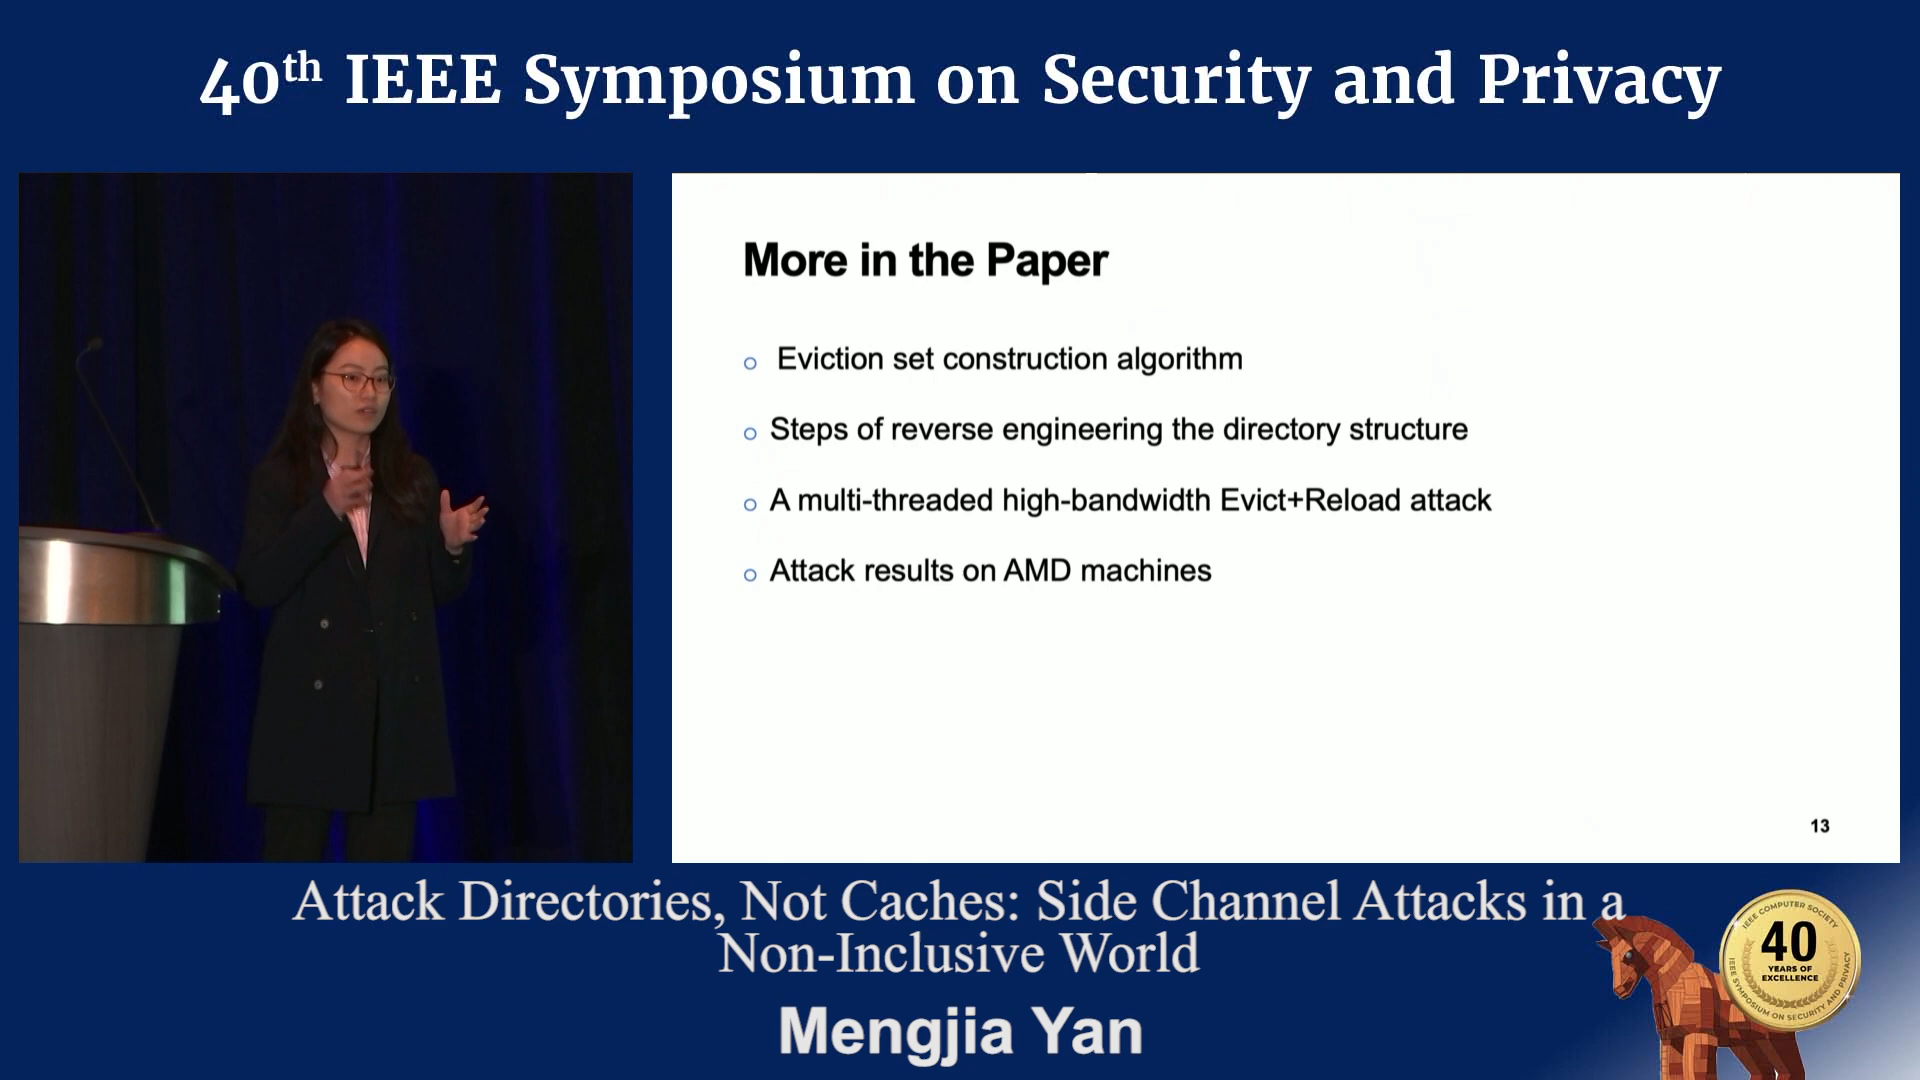 40th IEEE Symposium on Security and Privacy
More in the Paper
o Eviction set construction algorithm
o Steps of reverse engineering the directory structure
o A multi-threaded high-bandwidth Evict+Reload attack
o Attack results on AMD machines
13
Attack Directories, Not Caches: Side Channel Attacks in a
Non-Inclusive World
Mengjia Yan
IEEE COMPUTER SOCIETY
40
YEARS OF
EXCELLENCE
IEEE SYMPOSIUM ON SECURITY AND PRIVACY